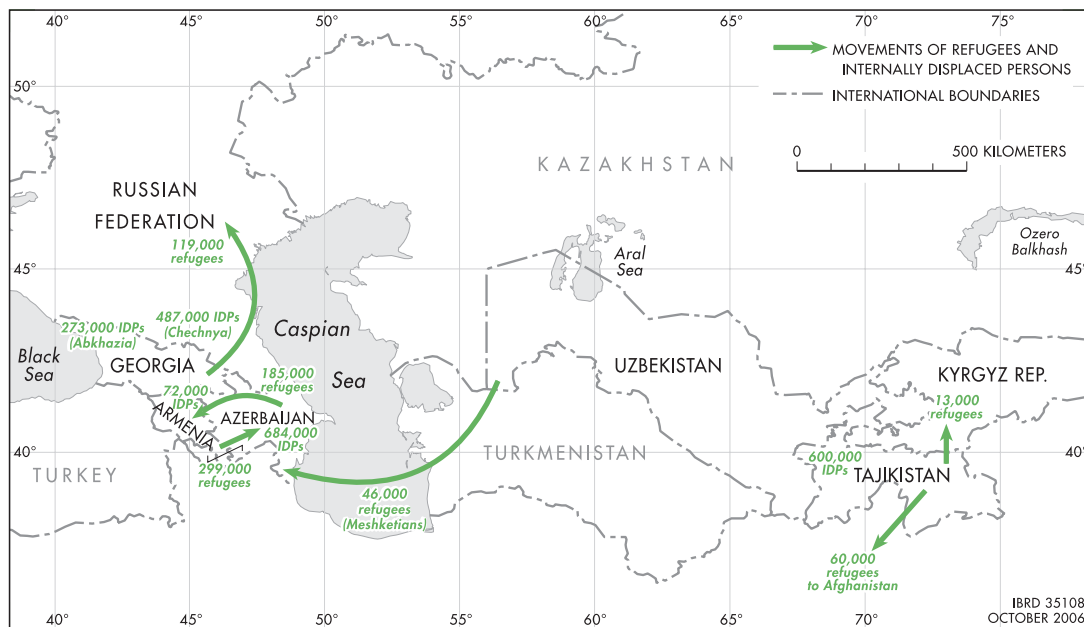 40° 45° 50° 55° 60° 65° 70° 75°
MOVEMENTS OF REFUGEES AND
INTERNALLY DISPLACED PERSONS
INTERNATIONAL BOUNDARIES
0 500 KILOMETERS
50°
KAZAKHSTAN
RUSSIAN
FEDERATION
119,000
refugees
Aral
Sea
Ozero
Balkhash
45° 45°
487,000 IDPs
(Chechnya)
273,000 IDPs
(Abkhazia)
Caspian
Sea
Black
Sea
GEORGIA
185,000
refugees
UZBEKISTAN
KYRGYZ REP.
13,000
refugees
72,000
IDPs
ARMENIA
AZERBAIJAN
684,000
IDPs
299,000
refugees
40° 40°
TURKEY
TURKMENISTAN
600,000
IDPs
TAJIKISTAN
46,000
refugees
(Meshketians)
60,000
refugees
to Afghanistan
IBRD 35108
OCTOBER 2006
40° 45° 50° 55° 60° 65° 70°